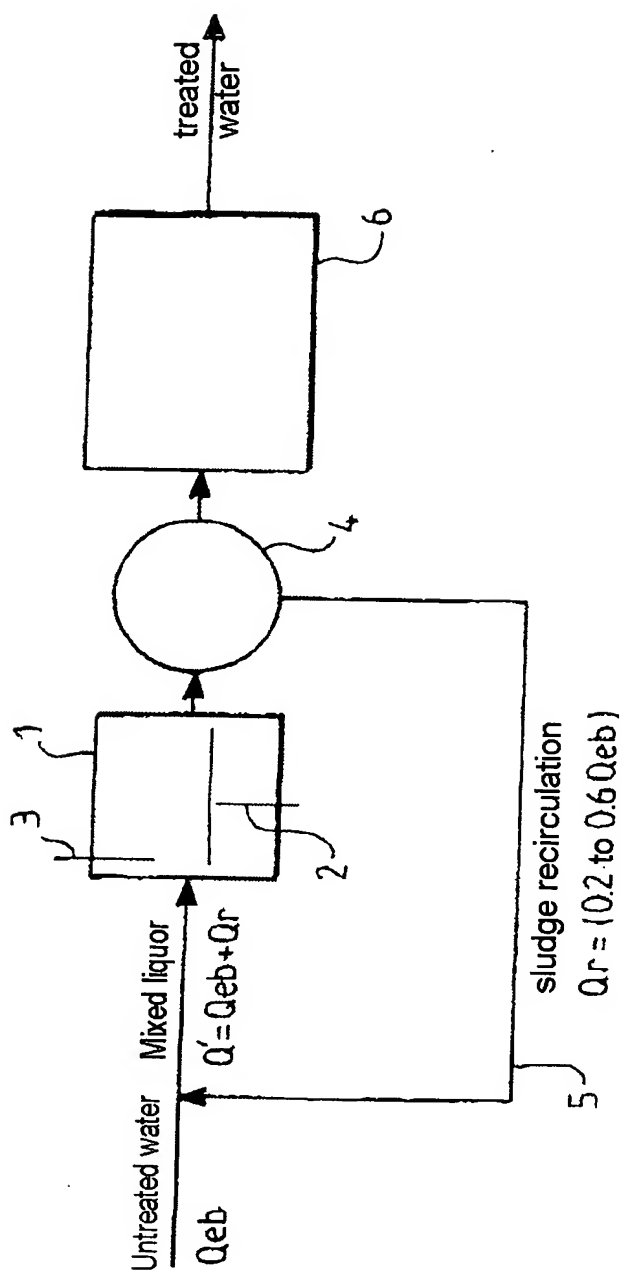 Untreated water
Qeb
Mixed liquor
Q'=Qeb+Qr
3
1
2
4
6
treated
water
5
sludge recirculation
Qr = (0.2 to 0.6 Qeb)